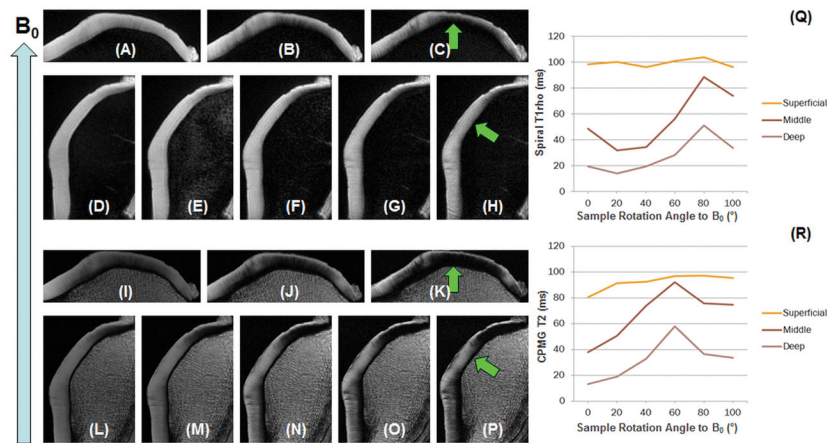 B₀
(A)
(B)
(C)
(D)
(E)
(F)
(G)
(H)
(I)
(J)
(K)
(L)
(M)
(N)
(O)
(P)
(Q)
Spiral T1rho (ms)
120
100
80
60
40
20
0
0 20 40 60 80 100
Sample Rotation Angle to B₀ (°)
Superficial
Middle
Deep
(R)
CPMG T2 (ms)
120
100
80
60
40
20
0
0 20 40 60 80 100
Sample Rotation Angle to B₀ (°)
Superficial
Middle
Deep